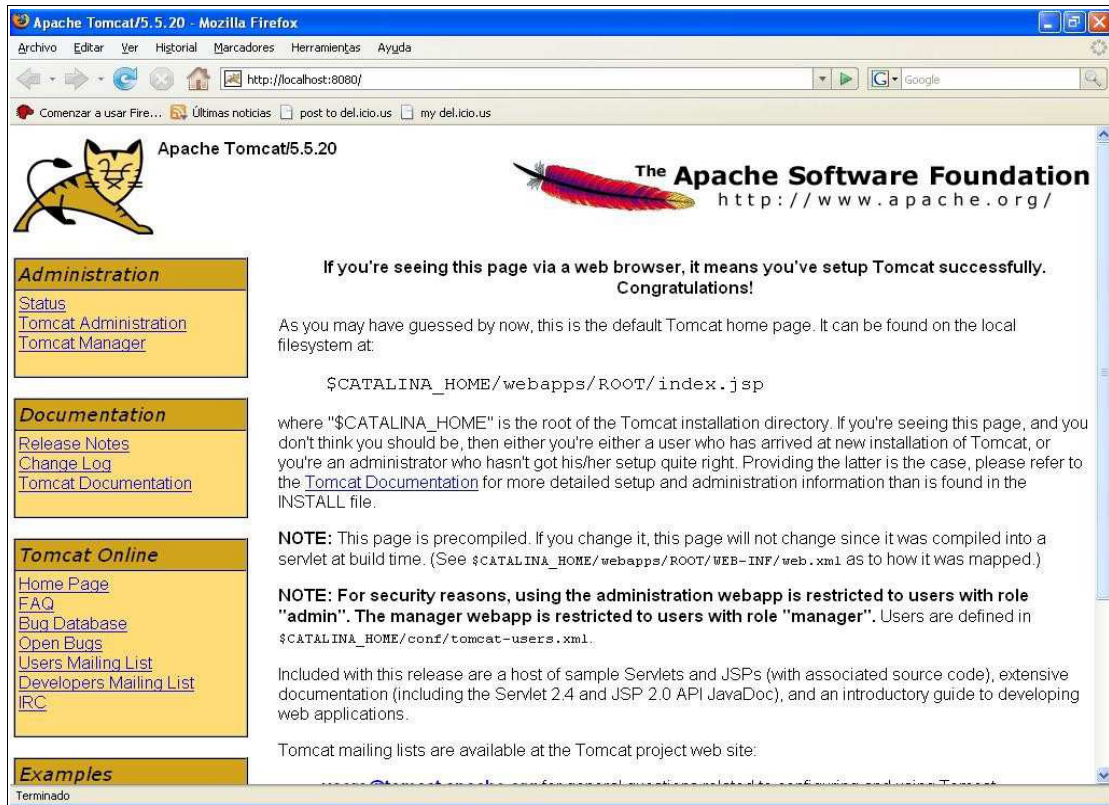 Apache Tomcat/5.5.20 - Mozilla Firefox
Archivo Editar Ver Historial Marcadores Herramientas Ayuda
http://localhost:8080/
G Google
Comenzar a usar Fire... Últimas noticias post to del.icio.us my del.icio.us
Apache Tomcat/5.5.20
The Apache Software Foundation
http://www.apache.org/
Administration
Status
Tomcat Administration
Tomcat Manager
Documentation
Release Notes
Change Log
Tomcat Documentation
Tomcat Online
Home Page
FAQ
Bug Database
Open Bugs
Users Mailing List
Developers Mailing List
IRC
Examples
If you're seeing this page via a web browser, it means you've setup Tomcat successfully.
Congratulations!
As you may have guessed by now, this is the default Tomcat home page. It can be found on the local
filesystem at:
$CATALINA_HOME/webapps/ROOT/index.jsp
where "$CATALINA_HOME" is the root of the Tomcat installation directory. If you're seeing this page, and you
don't think you should be, then either you're either a user who has arrived at new installation of Tomcat, or
you're an administrator who hasn't got his/her setup quite right. Providing the latter is the case, please refer to
the Tomcat Documentation for more detailed setup and administration information than is found in the
INSTALL file.
NOTE: This page is precompiled. If you change it, this page will not change since it was compiled into a
servlet at build time. (See $CATALINA_HOME/webapps/ROOT/WEB-INF/web.xml as to how it was mapped.)
NOTE: For security reasons, using the administration webapp is restricted to users with role
"admin". The manager webapp is restricted to users with role "manager". Users are defined in
$CATALINA_HOME/conf/tomcat-users.xml.
Included with this release are a host of sample Servlets and JSPs (with associated source code), extensive
documentation (including the Servlet 2.4 and JSP 2.0 API JavaDoc), and an introductory guide to developing
web applications.
Tomcat mailing lists are available at the Tomcat project web site:
users@tomcat.apache.org for general questions related to configuring and using Tomcat
Terminado